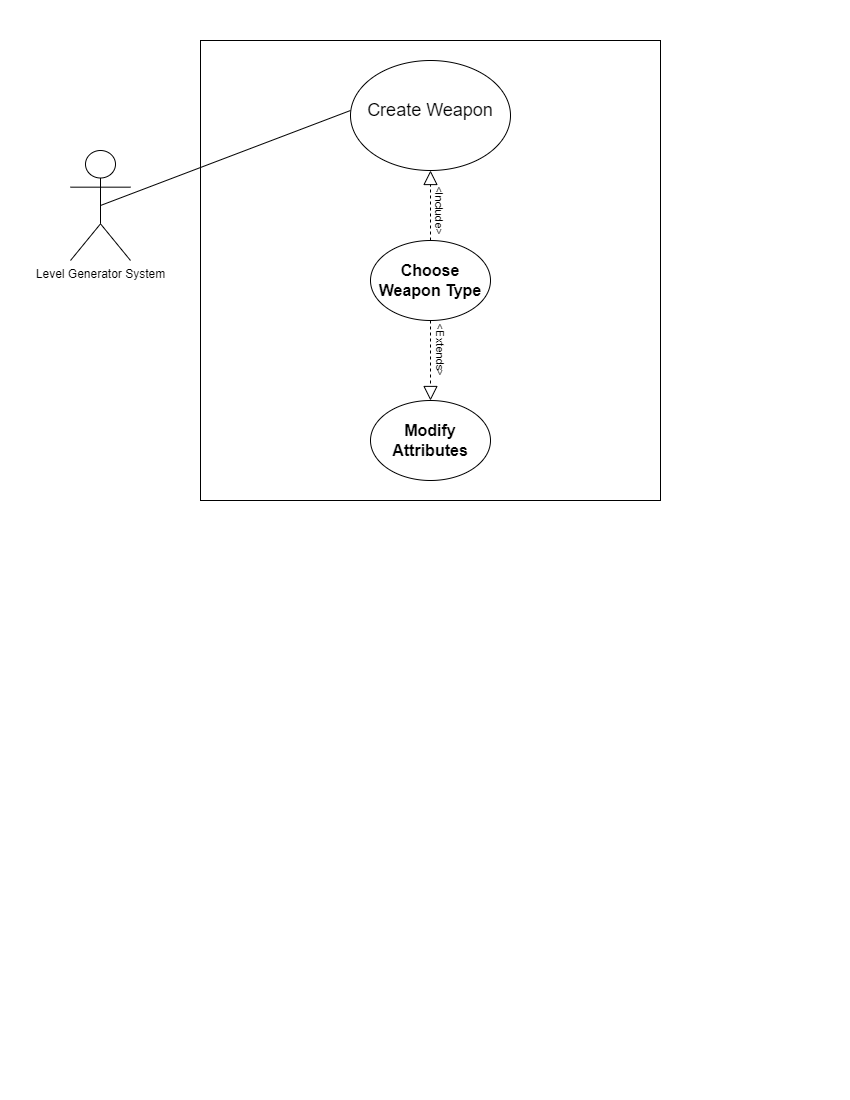 Create Weapon
<Include>
Level Generator System
Choose
Weapon Type
<Extends>
Modify
Attributes